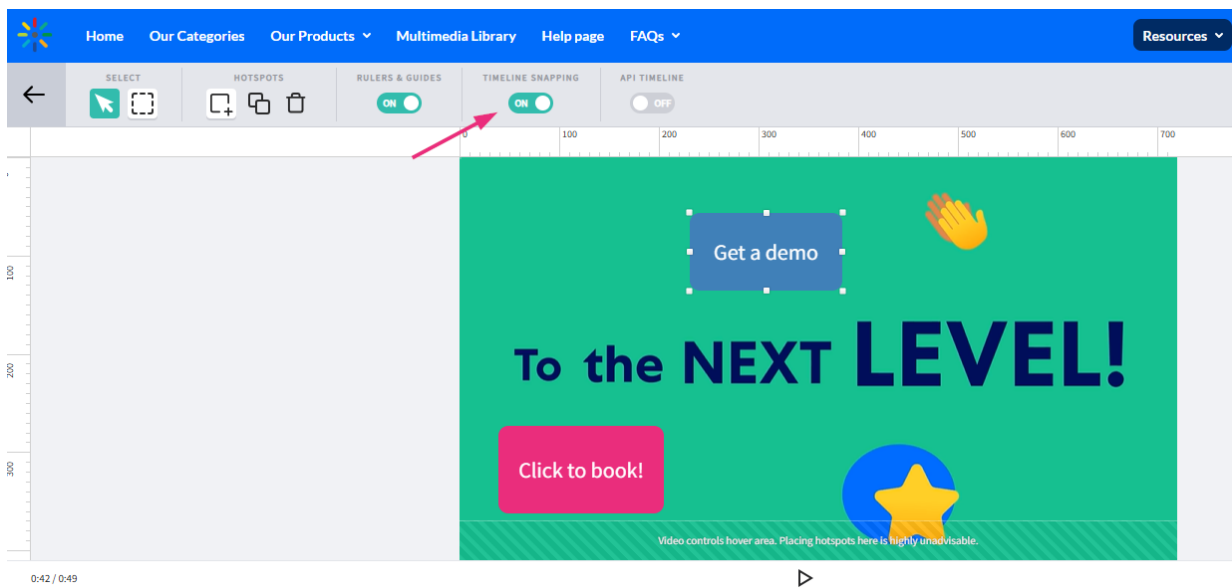 Home Our Categories Our Products Multimedia Library Help page FAQs Resources
SELECT HOTSPOTS RULERS & GUIDES TIMELINE SNAPPING API TIMELINE
ON ON OFF
0 100 200 300 400 500 600 700
Get a demo
100
To the NEXT LEVEL!
200
Click to book!
300
Video controls hover area. Placing hotspots here is highly unadvisable.
0:42 / 0:49